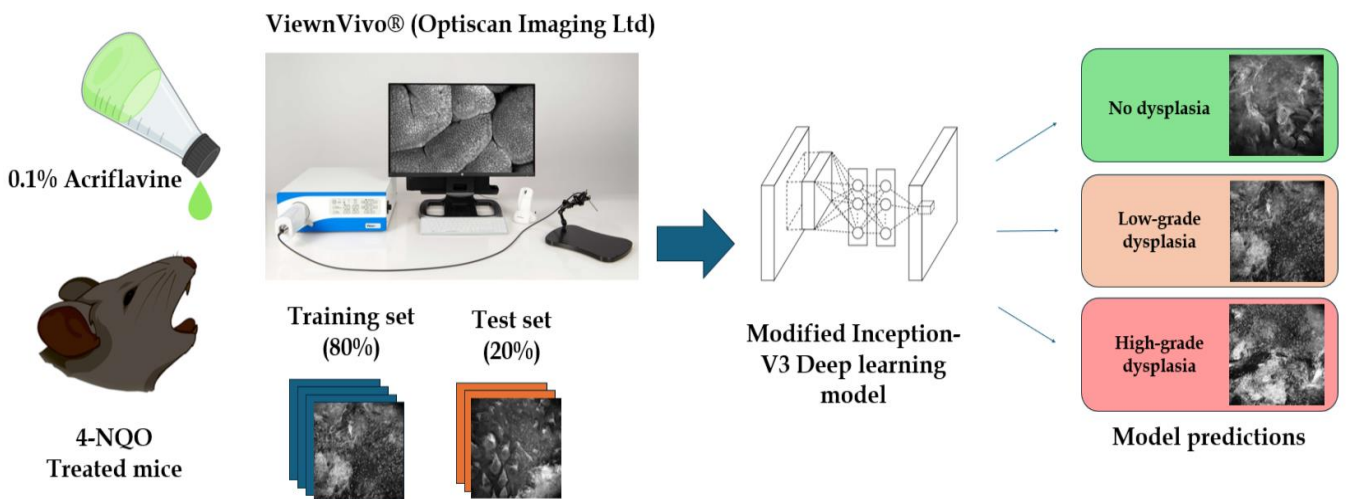 ViewnVivo® (Optiscan Imaging Ltd)
0.1% Acriflavine
4-NQO
Treated mice
Training set
(80%)
Test set
(20%)
Modified Inception-
V3 Deep learning
model
No dysplasia
Low-grade
dysplasia
High-grade
dysplasia
Model predictions